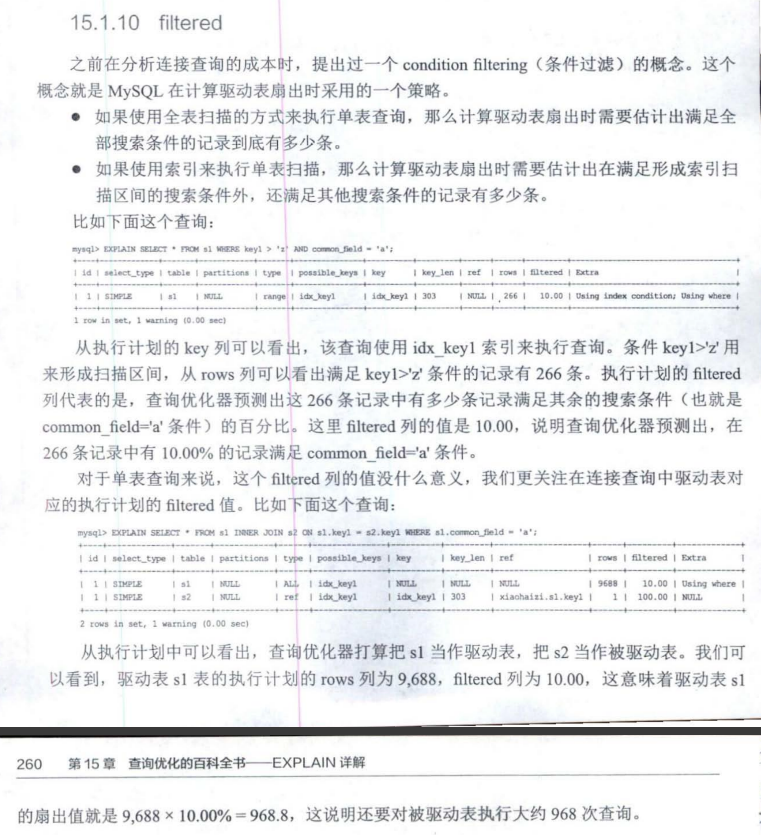 15.1.10 filtered
之前在分析连接查询的成本时，提出过一个 condition filtering（条件过滤）的概念。这个
概念就是 MySQL 在计算驱动表扇出时采用的一个策略。
● 如果使用全表扫描的方式来执行单表查询，那么计算驱动表扇出时需要估计出满足全
部搜索条件的记录到底有多少条。
● 如果使用索引来执行单表扫描，那么计算驱动表扇出时需要估计出在满足形成索引扫
描区间的搜索条件外，还满足其他搜索条件的记录有多少条。
比如下面这个查询：
mysql> EXPLAIN SELECT * FROM s1 WHERE key1 > 'z' AND common_field = 'a';
| id | select_type | table | partitions | type | possible_keys | key | key_len | ref | rows | filtered | Extra |
| 1 | SIMPLE | s1 | NULL | range | idx_key1 | idx_key1 | 303 | NULL | 266 | 10.00 | Using index condition; Using where |
1 row in set, 1 warning (0.00 sec)
从执行计划的 key 列可以看出，该查询使用 idx_key1 索引来执行查询。条件 key1>'z' 用
来形成扫描区间，从 rows 列可以看出满足 key1>'z' 条件的记录有 266 条。执行计划的 filtered
列代表的是，查询优化器预测出这 266 条记录中有多少条记录满足其余的搜索条件（也就是
common_field='a' 条件）的百分比。这里 filtered 列的值是 10.00，说明查询优化器预测出，在
266 条记录中有 10.00% 的记录满足 common_field='a' 条件。
对于单表查询来说，这个 filtered 列的值没什么意义，我们更关注在连接查询中驱动表对
应的执行计划的 filtered 值。比如下面这个查询：
mysql> EXPLAIN SELECT * FROM s1 INNER JOIN s2 ON s1.key1 = s2.key1 WHERE s1.common_field = 'a';
| id | select_type | table | partitions | type | possible_keys | key | key_len | ref | rows | filtered | Extra |
| 1 | SIMPLE | s1 | NULL | ALL | idx_key1 | NULL | NULL | NULL | 9688 | 10.00 | Using where |
| 1 | SIMPLE | s2 | NULL | ref | idx_key1 | idx_key1 | 303 | xiaohaizi.s1.key1 | 1 | 100.00 | NULL |
2 rows in set, 1 warning (0.00 sec)
从执行计划中可以看出，查询优化器打算把 s1 当作驱动表，把 s2 当作被驱动表。我们可
以看到，驱动表 s1 表的执行计划的 rows 列为 9,688，filtered 列为 10.00，这意味着驱动表 s1
260 第 15 章 查询优化的百科全书——EXPLAIN 详解
的扇出值就是 9,688 × 10.00% = 968.8，这说明还要对被驱动表执行大约 968 次查询。